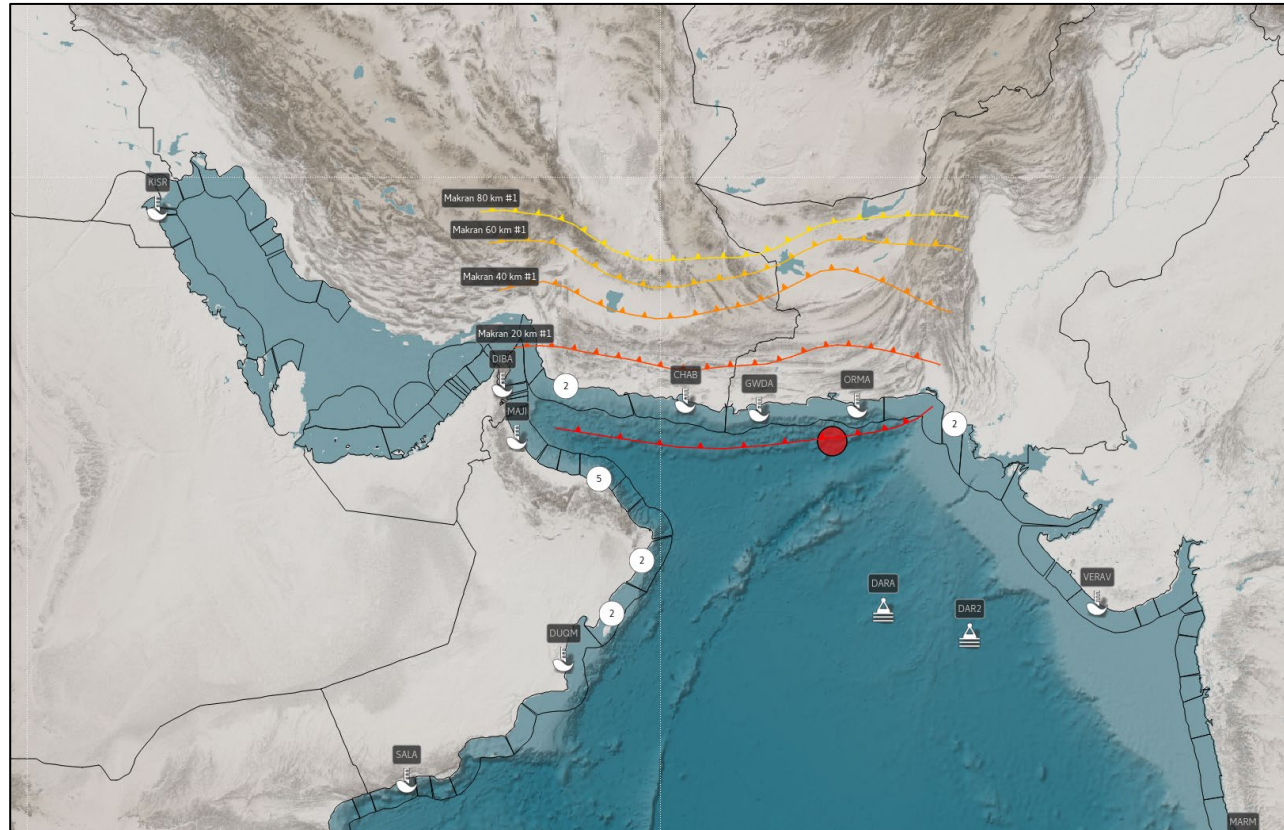 KISR
Makran 80 km #1
Makran 60 km #1
Makran 40 km #1
Makran 20 km #1
DIBA
2
CHAB
GWDA
ORMA
MAJI
2
5
2
DARA
VERAV
DAR2
2
DUQM
SALA
MARM